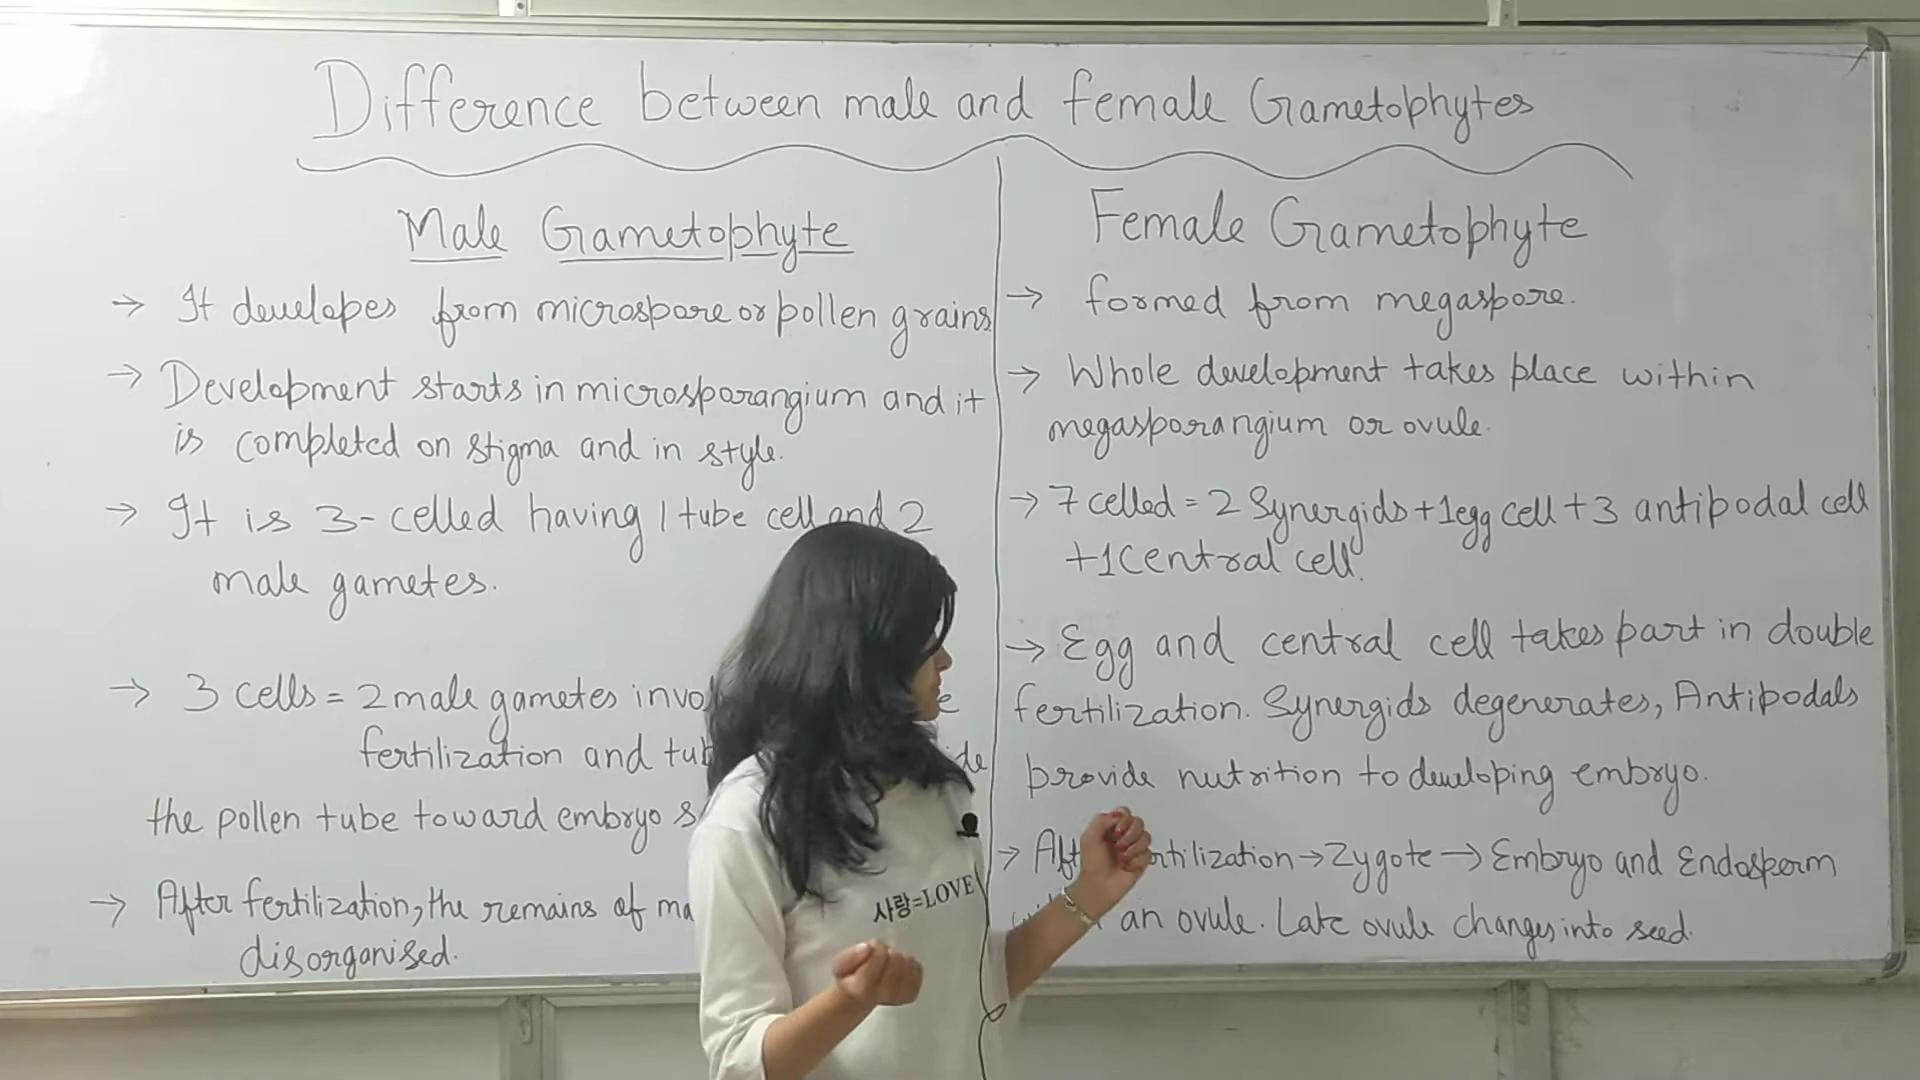 Difference between male and female Gametophytes
Male Gametophyte
→ It developes from microspore or pollen grains
→ Development starts in microsporangium and it
is completed on stigma and in style.
→ It is 3-celled having 1 tube cell and 2
male gametes.
→ 3 cells = 2 male gametes
fertilization and
the pollen tube toward embryo
→ After fertilization, the remains of
disorganised.
Female Gametophyte
→ formed from megaspore.
→ Whole development takes place within
megasporangium or ovule.
→ 7 celled = 2 Synergids + 1 egg cell + 3 antipodal cell
+ 1 Central cell.
→ Egg and central cell takes part in double
fertilization. Synergids degenerates, Antipodals
provide nutrition to developing embryo.
→ → Zygote → Embryo and Endosperm
an ovule. Late ovule changes into seed.
사랑=LOVE